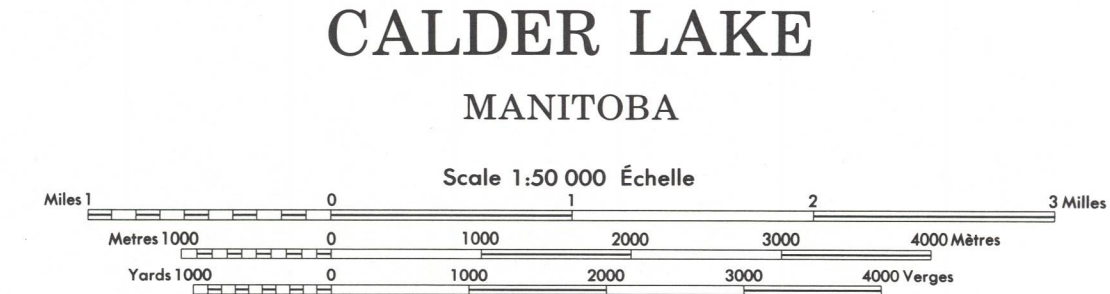 CALDER LAKE
MANITOBA
Scale 1:50 000 Échelle
Miles 1 0 1 2 3 Milles
Metres 1000 0 1000 2000 3000 4000 Mètres
Yards 1000 0 1000 2000 3000 4000 Verges